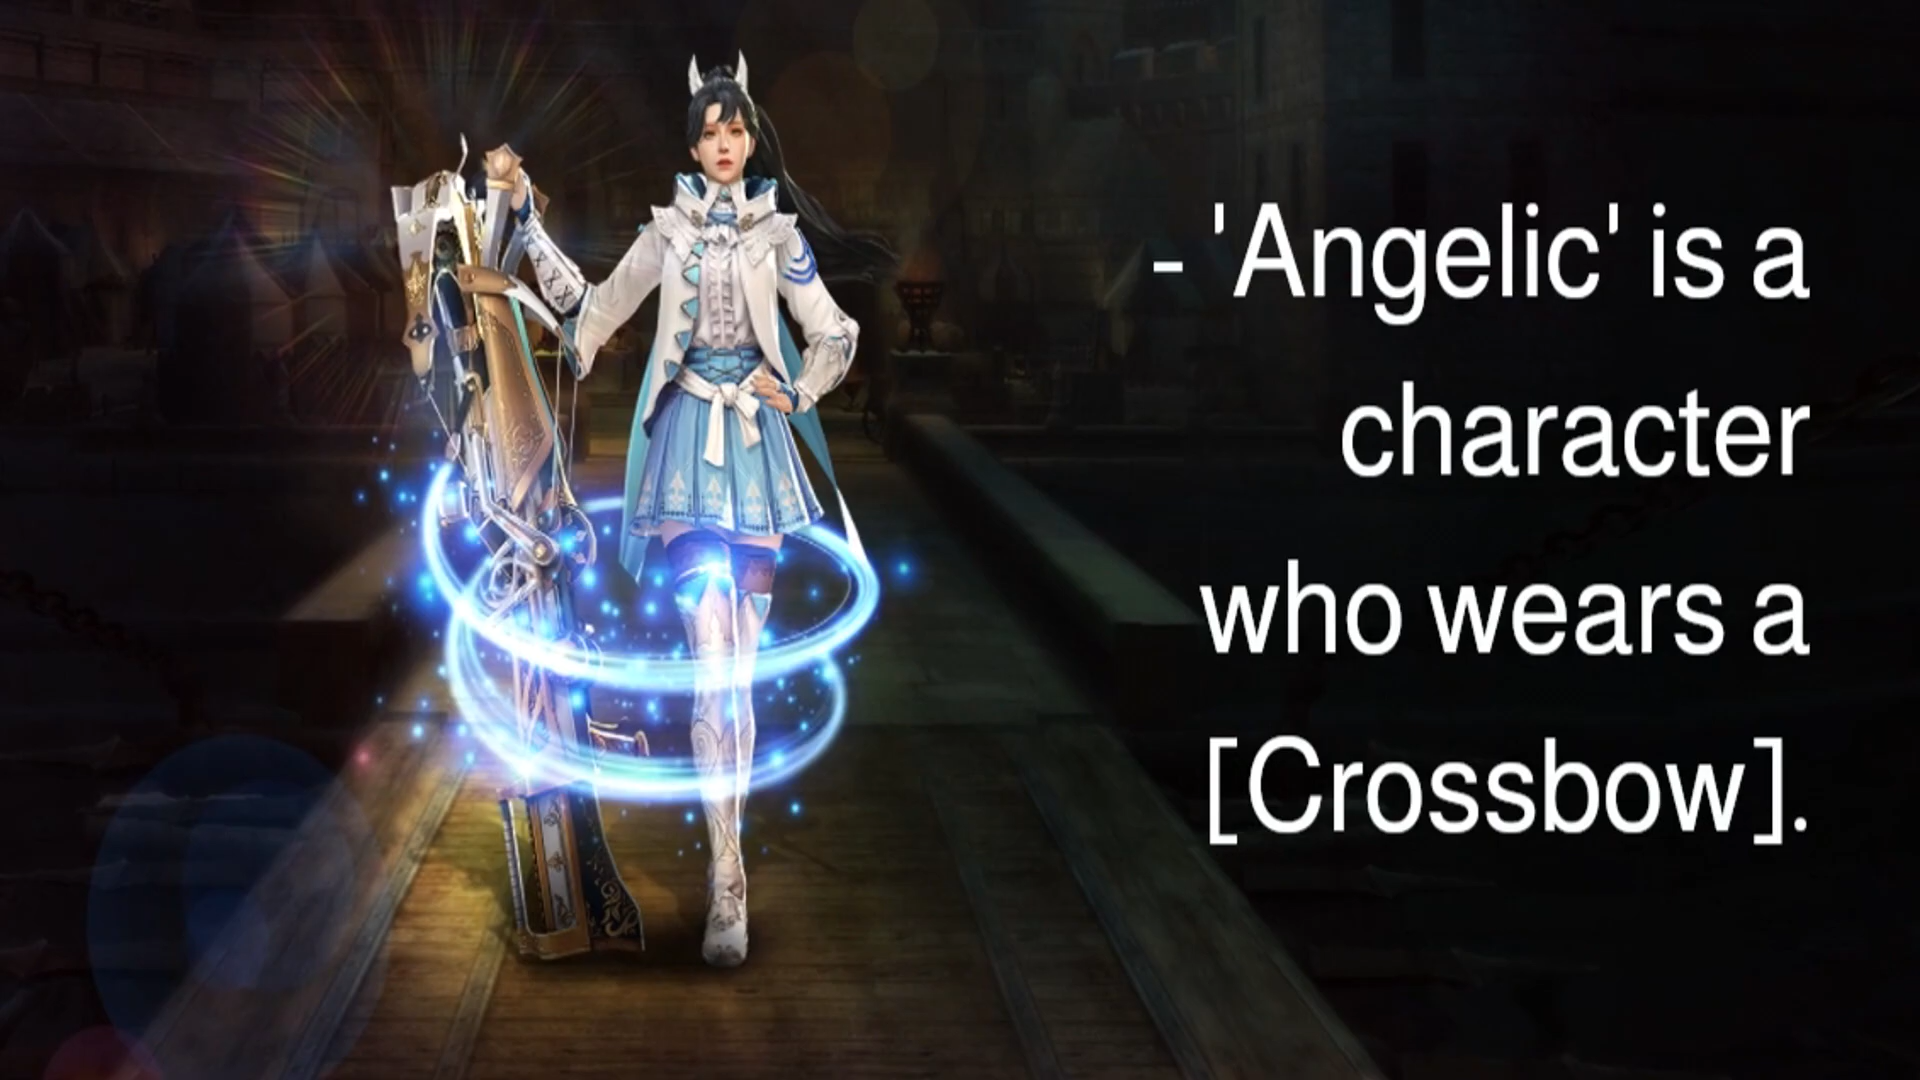 - 'Angelic' is a
character
who wears a
[Crossbow].